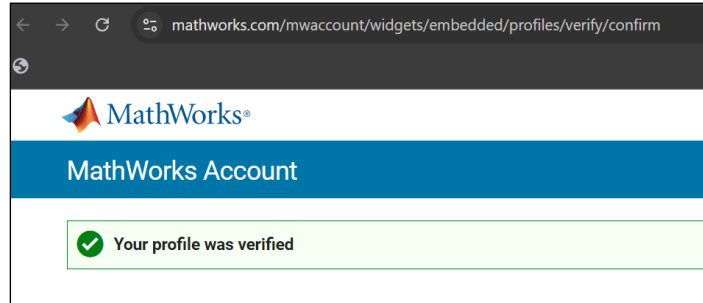 mathworks.com/mwaccount/widgets/embedded/profiles/verify/confirm
MathWorks®
MathWorks Account
Your profile was verified